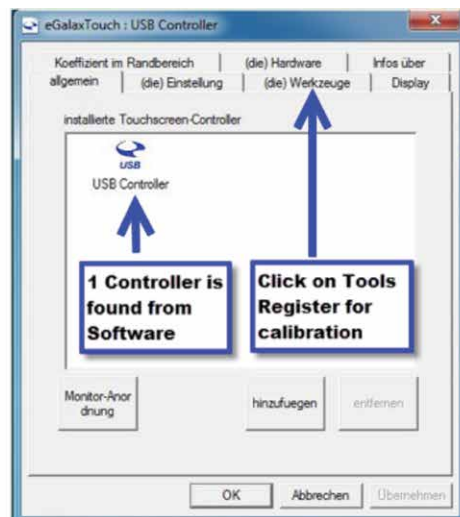 eGalaxTouch : USB Controller
Koeffizient im Randbereich
(die) Hardware
Infos über
allgemein
(die) Einstellung
(die) Werkzeuge
Display
installierte Touchscreen-Controller
USB
USB Controller
1 Controller is
found from
Software
Click on Tools
Register for
calibration
Monitor-Anor
dnung
hinzufuegen
entfernen
OK
Abbrechen
Übernehmen